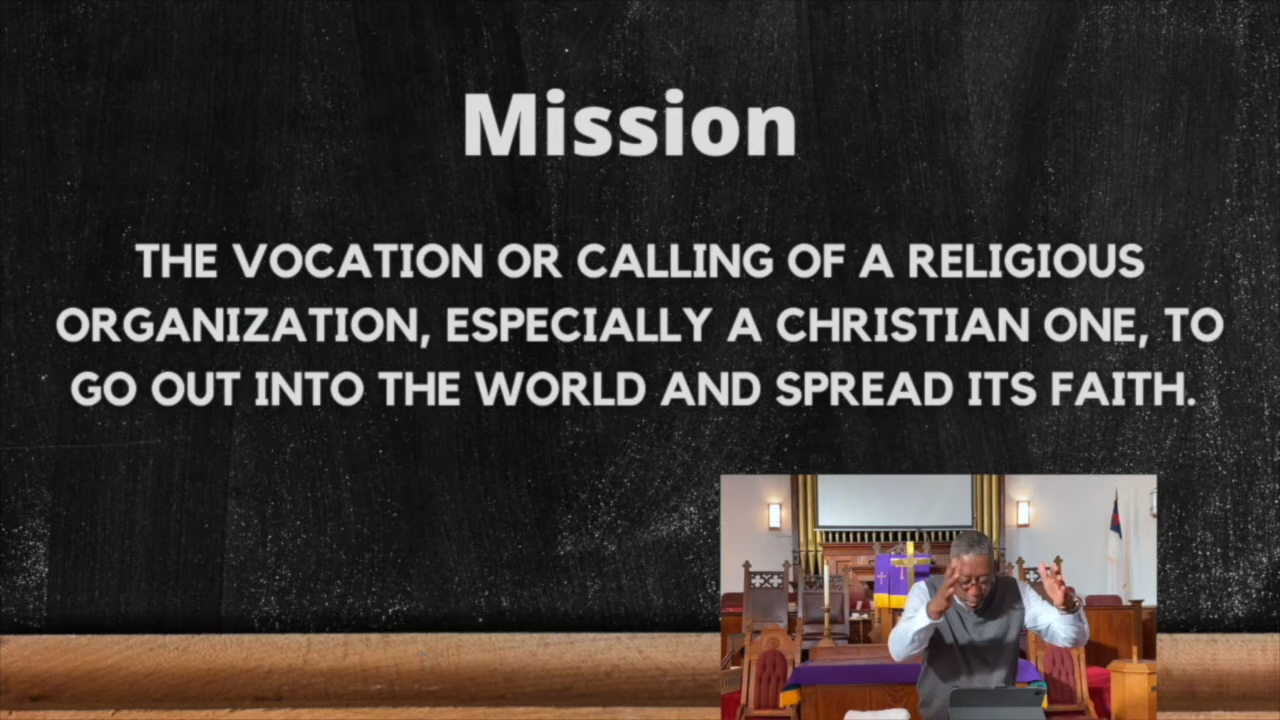 Mission
THE VOCATION OR CALLING OF A RELIGIOUS
ORGANIZATION, ESPECIALLY A CHRISTIAN ONE, TO
GO OUT INTO THE WORLD AND SPREAD ITS FAITH.